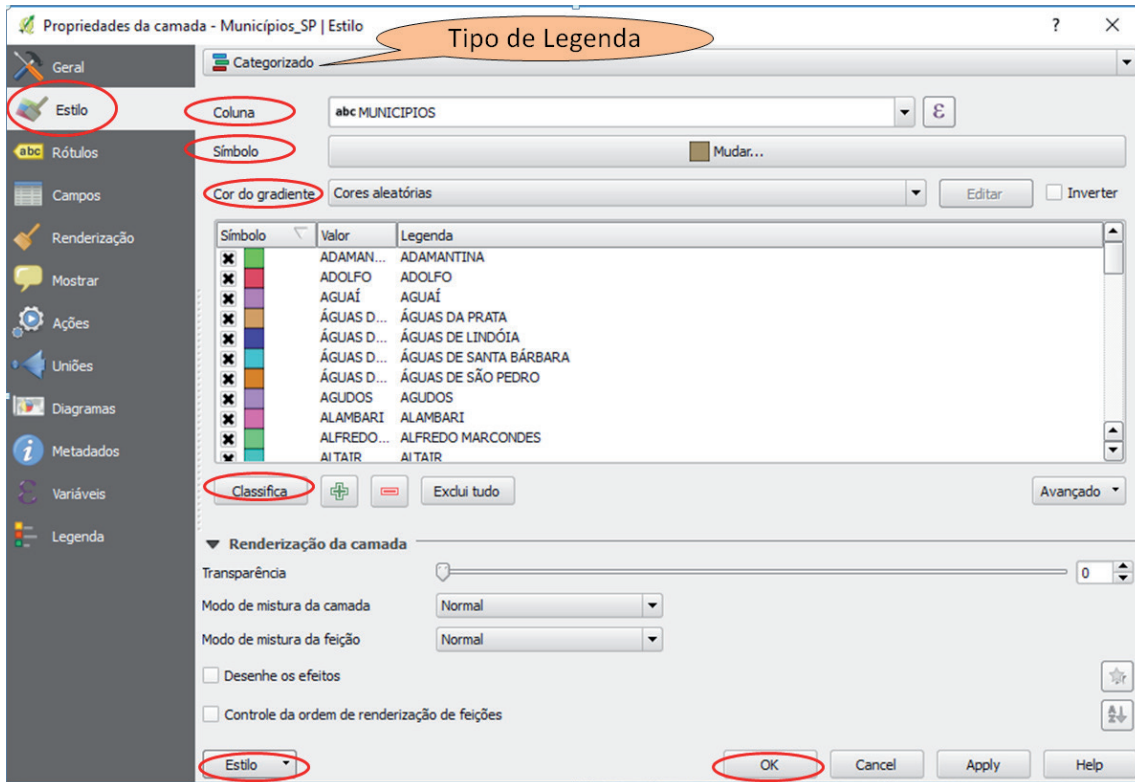 Propriedades da camada - Municípios_SP | Estilo
?
Tipo de Legenda
Geral
Estilo
abc Rótulos
Campos
Renderização
Mostrar
Ações
Uniões
Diagramas
Metadados
Variáveis
Legenda
Categorizado
Coluna
abc MUNICIPIOS
ε
Símbolo
Mudar...
Cor do gradiente
Cores aleatórias
Editar
Inverter
Símbolo Valor Legenda
ADAMAN... ADAMANTINA
ADOLFO ADOLFO
AGUAÍ AGUAÍ
ÁGUAS D... ÁGUAS DA PRATA
ÁGUAS D... ÁGUAS DE LINDÓIA
ÁGUAS D... ÁGUAS DE SANTA BÁRBARA
ÁGUAS D... ÁGUAS DE SÃO PEDRO
AGUDOS AGUDOS
ALAMBARI ALAMBARI
ALFREDO... ALFREDO MARCONDES
ALTAIR ALTAIR
Classifica
Exclui tudo
Avançado
Renderização da camada
Transparência
0
Modo de mistura da camada
Normal
Modo de mistura da feição
Normal
Desenhe os efeitos
Controle da ordem de renderização de feições
Estilo
OK
Cancel
Apply
Help